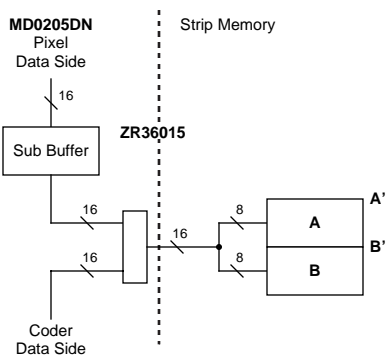 MD0205DN
Pixel
Data Side
Strip Memory
16
ZR36015
Sub Buffer
16
16
16
8
8
A
B
A'
B'
Coder
Data Side